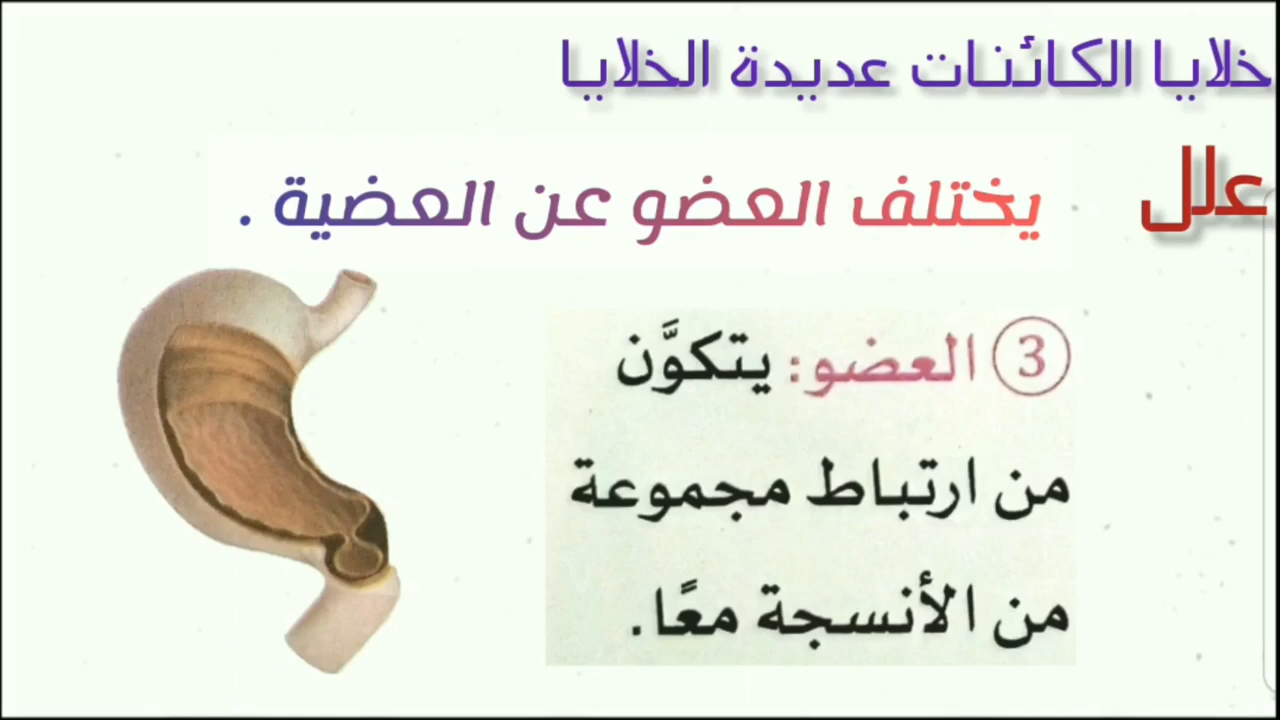 خلايا الكائنات عديدة الخلايا
علل
يختلف العضو عن العضية .
3 العضو: يتكوَّن
من ارتباط مجموعة
من الأنسجة معًا.